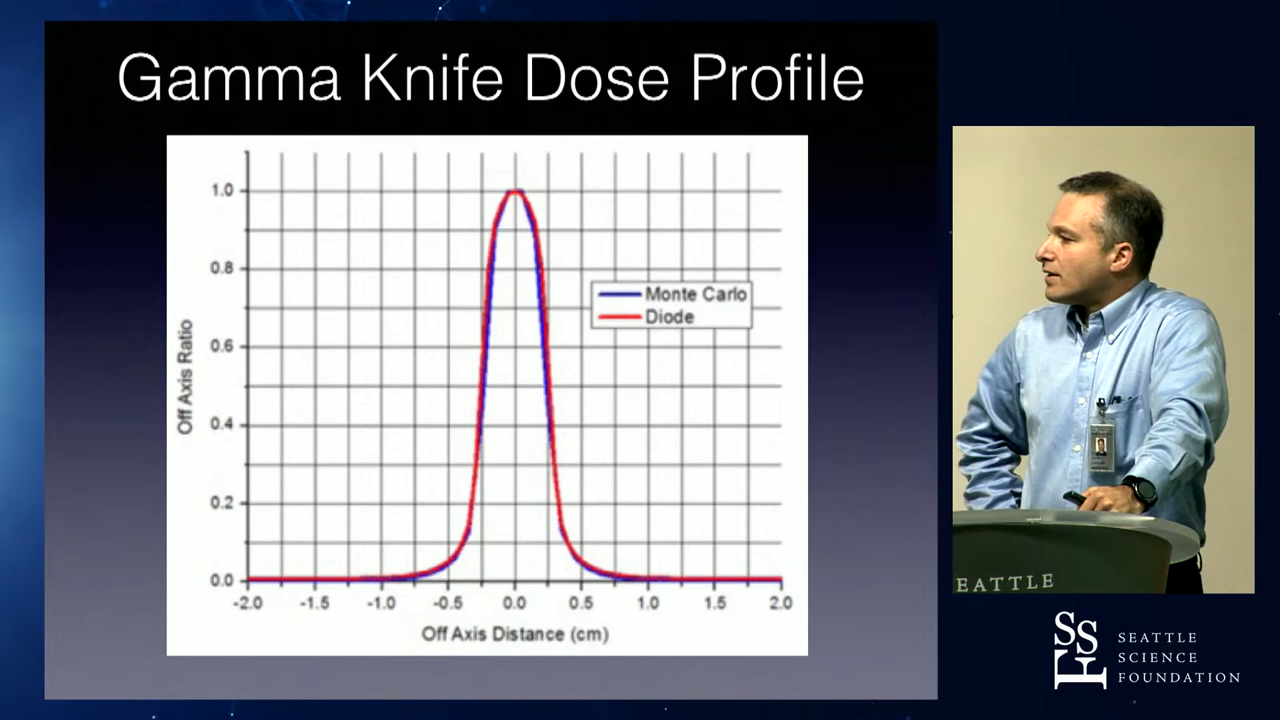 Gamma Knife Dose Profile
1.0
0.8
0.6
0.4
0.2
0.0
Off Axis Ratio
Monte Carlo
Diode
-2.0 -1.5 -1.0 -0.5 0.0 0.5 1.0 1.5 2.0
Off Axis Distance (cm)
EATTLE
SSF
SEATTLE
SCIENCE
FOUNDATION